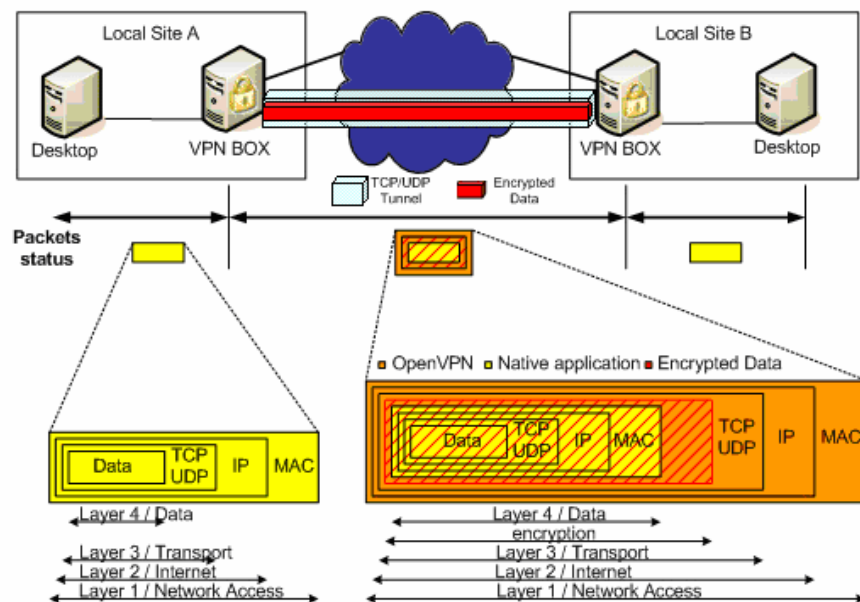 Local Site A
Local Site B
Desktop
VPN BOX
VPN BOX
Desktop
TCP/UDP
Tunnel
Encrypted
Data
Packets
status
OpenVPN
Native application
Encrypted Data
Data
TCP
UDP
IP
MAC
Data
TCP
UDP
IP
MAC
TCP
UDP
IP
MAC
Layer 4 / Data
Layer 3 / Transport
Layer 2 / Internet
Layer 1 / Network Access
Layer 4 / Data
encryption
Layer 3 / Transport
Layer 2 / Internet
Layer 1 / Network Access